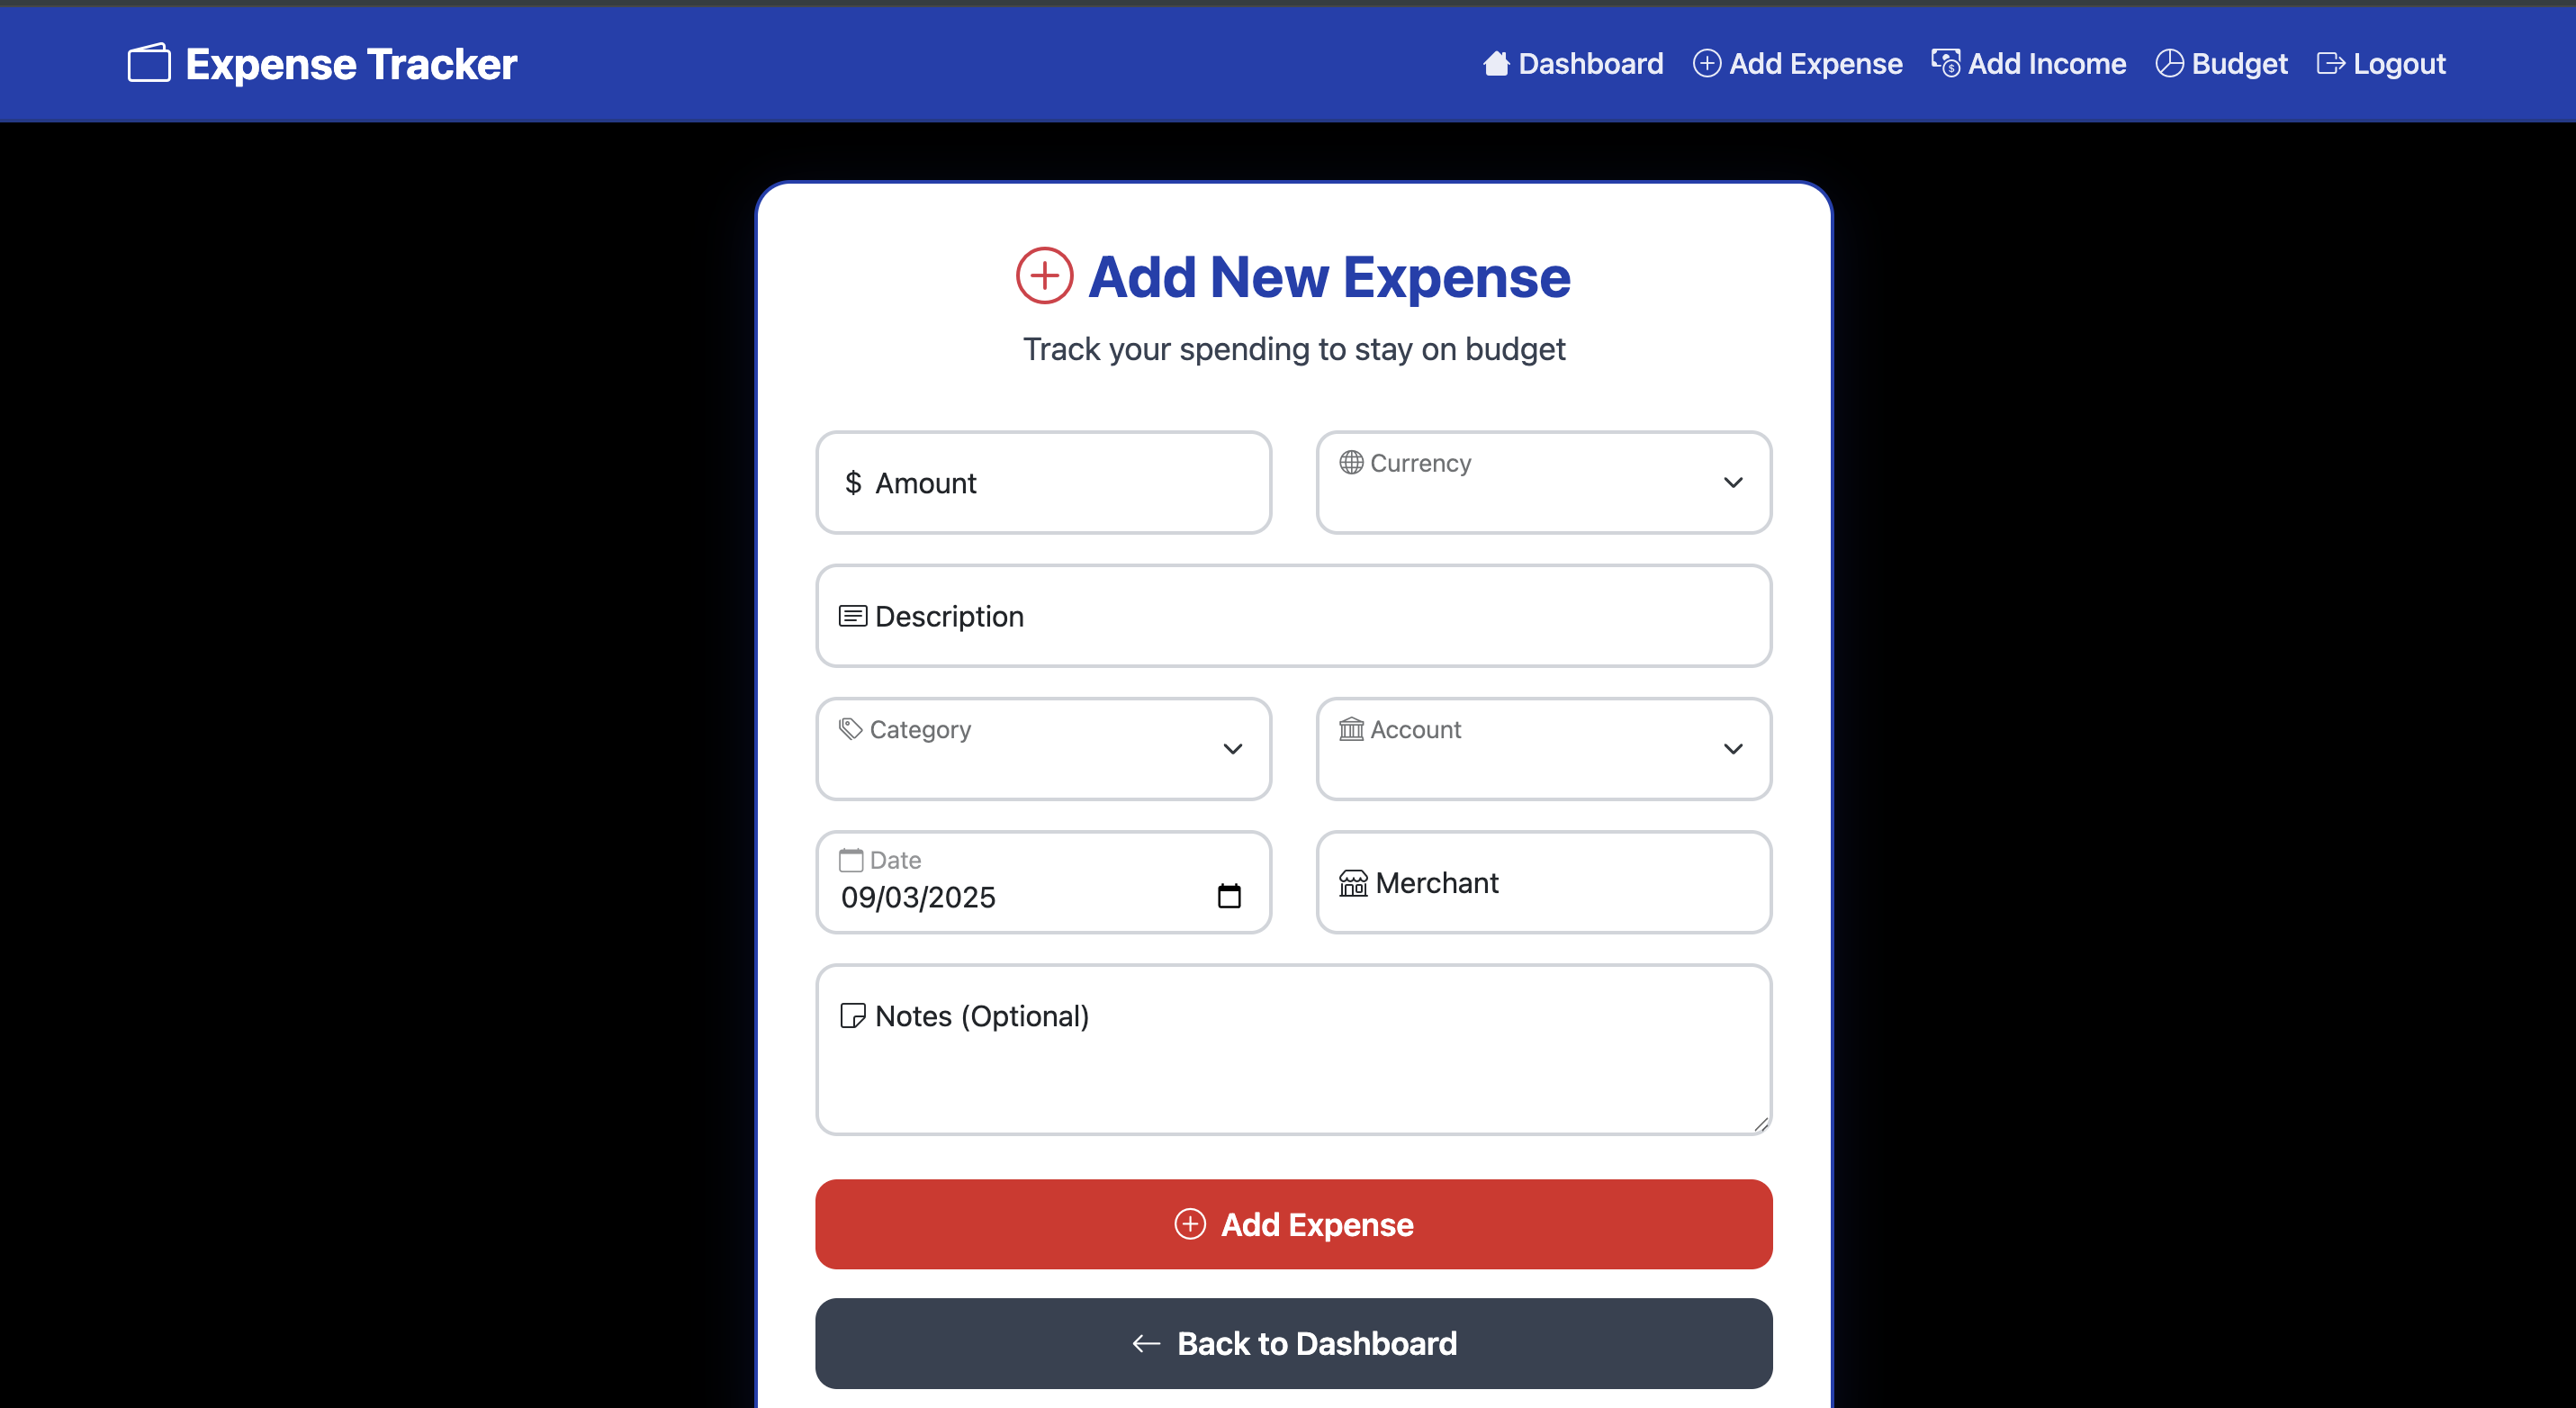 Expense Tracker
Dashboard Add Expense Add Income Budget Logout
Add New Expense
Track your spending to stay on budget
$ Amount
Currency
Description
Category
Account
Date
09/03/2025
Merchant
Notes (Optional)
Add Expense
Back to Dashboard